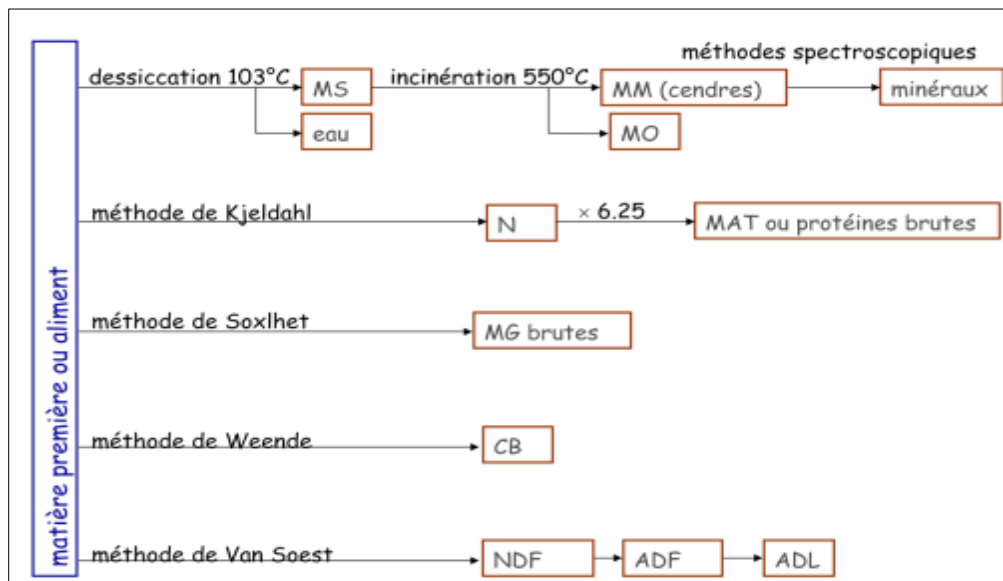 méthodes spectroscopiques
dessiccation 103°C MS incinération 550°C MM (cendres) minéraux
eau MO
méthode de Kjeldahl N × 6.25 MAT ou protéines brutes
méthode de Soxlhet MG brutes
méthode de Weende CB
méthode de Van Soest NDF ADF ADL
matière première ou aliment